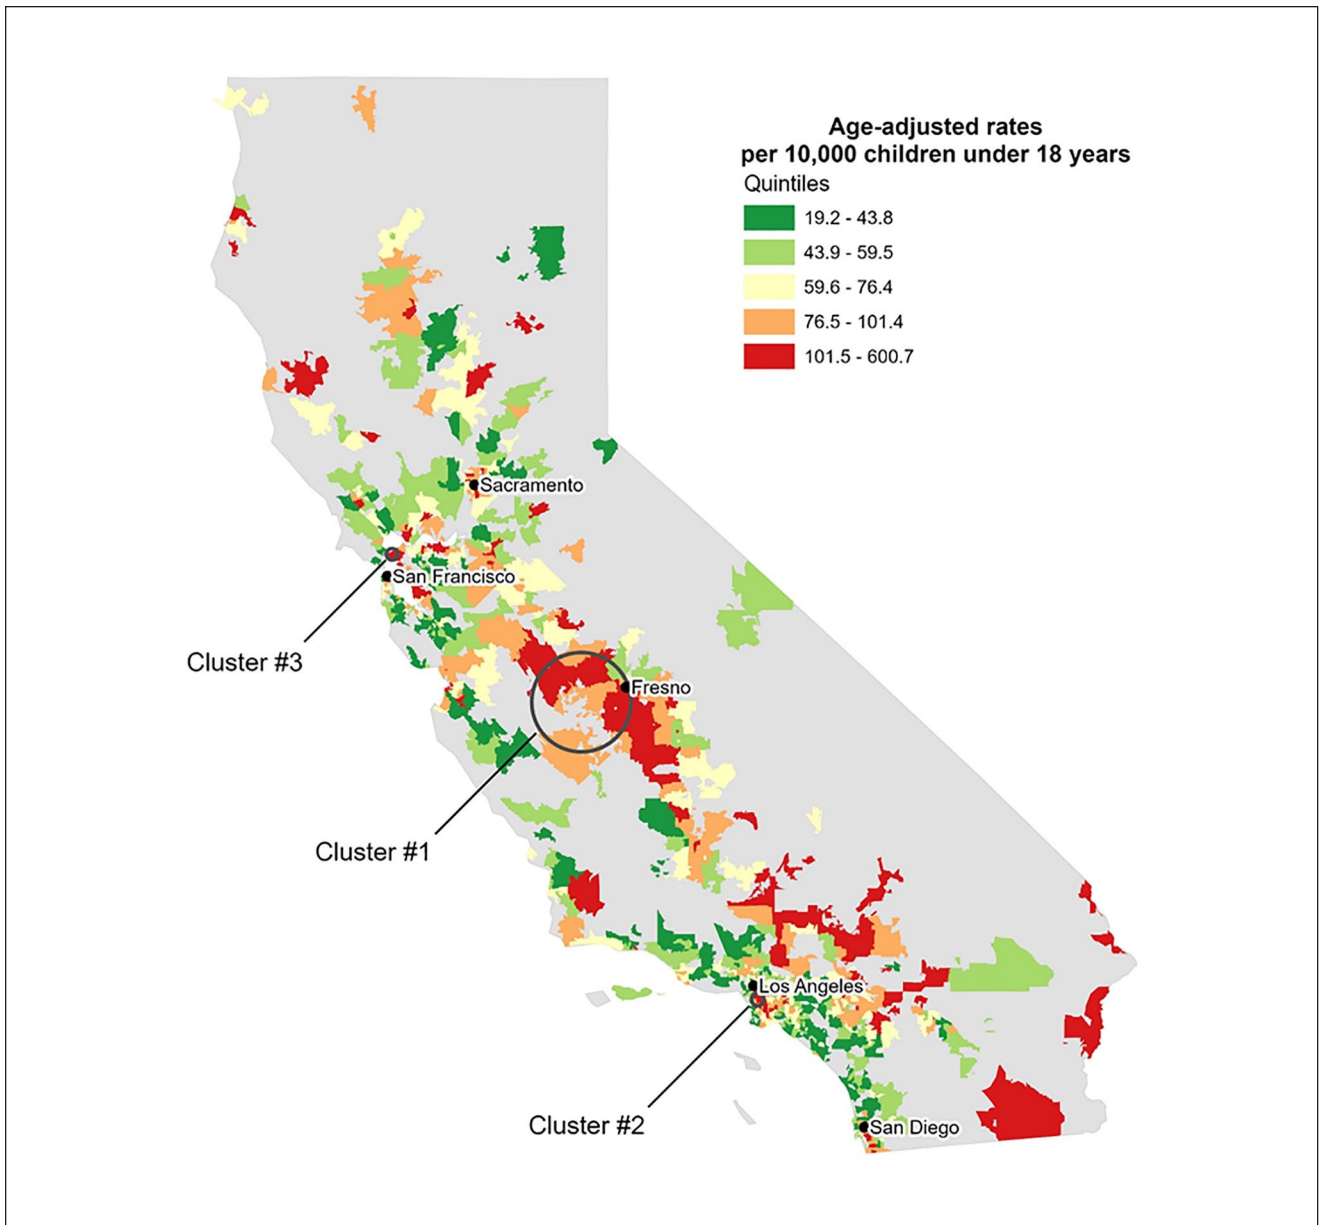 Age-adjusted rates
per 10,000 children under 18 years
Quintiles
19.2 - 43.8
43.9 - 59.5
59.6 - 76.4
76.5 - 101.4
101.5 - 600.7
Sacramento
San Francisco
Cluster #3
Fresno
Cluster #1
Los Angeles
Cluster #2
San Diego